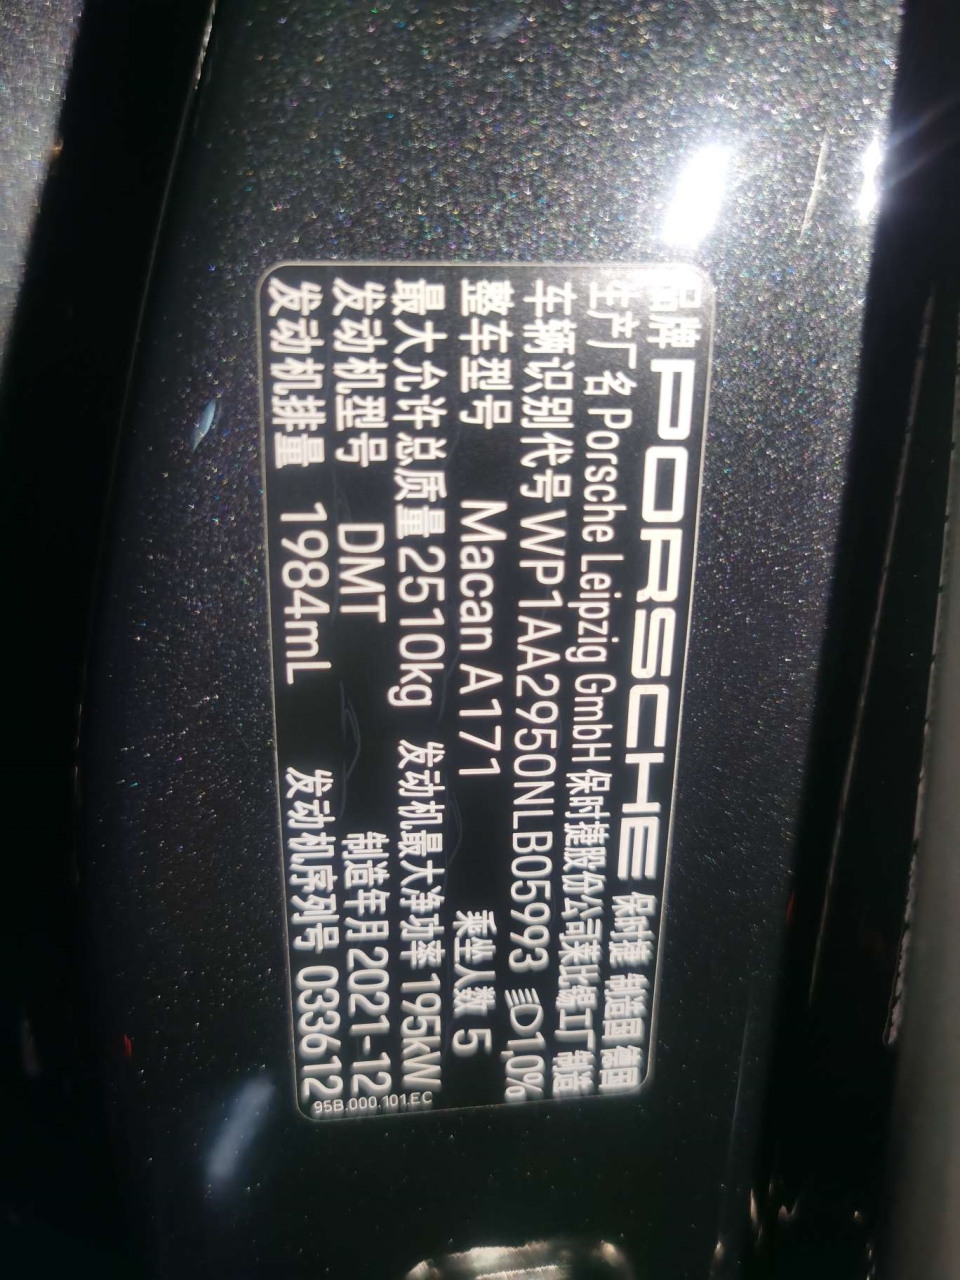 品牌 PORSCHE 保时捷 制造国 德国
生产厂名 Porsche Leipzig GmbH 保时捷股份公司莱比锡工厂 制造
车辆识别代号 WP1AA2950NLB05993 1,0%
整车型号 Macan A171 乘坐人数 5
最大允许总质量 2510kg 发动机最大净功率 195kW
发动机型号 DMT 制造年月 2021-12
发动机排量 1984mL 发动机序列号 033612
95B.000.101.EC